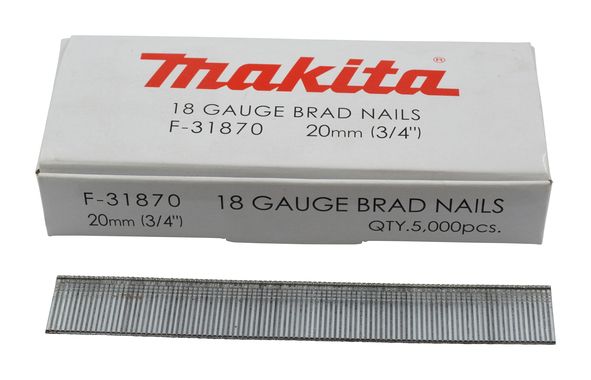 makita®
18 GAUGE BRAD NAILS
F-31870 20mm (3/4")
F-31870 18 GAUGE BRAD NAILS
20mm (3/4") QTY.5,000pcs.